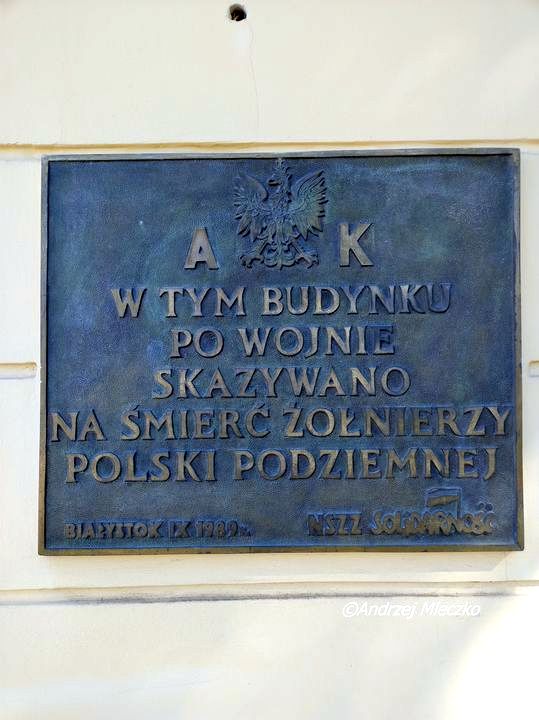 A K
W TYM BUDYNKU
PO WOJNIE
SKAZYWANO
NA ŚMIERĆ ŻOŁNIERZY
POLSKI PODZIEMNEJ
BIAŁYSTOK IX 1989 r. NSZZ SOLIDARNOŚĆ
©Andrzej Mleczko